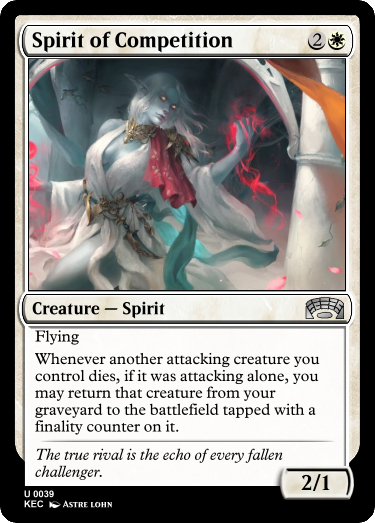 Spirit of Competition 2
Creature — Spirit
Flying
Whenever another attacking creature you
control dies, if it was attacking alone, you
may return that creature from your
graveyard to the battlefield tapped with a
finality counter on it.
The true rival is the echo of every fallen
challenger.
2/1
U 0039
KEC ASTRE LOHN